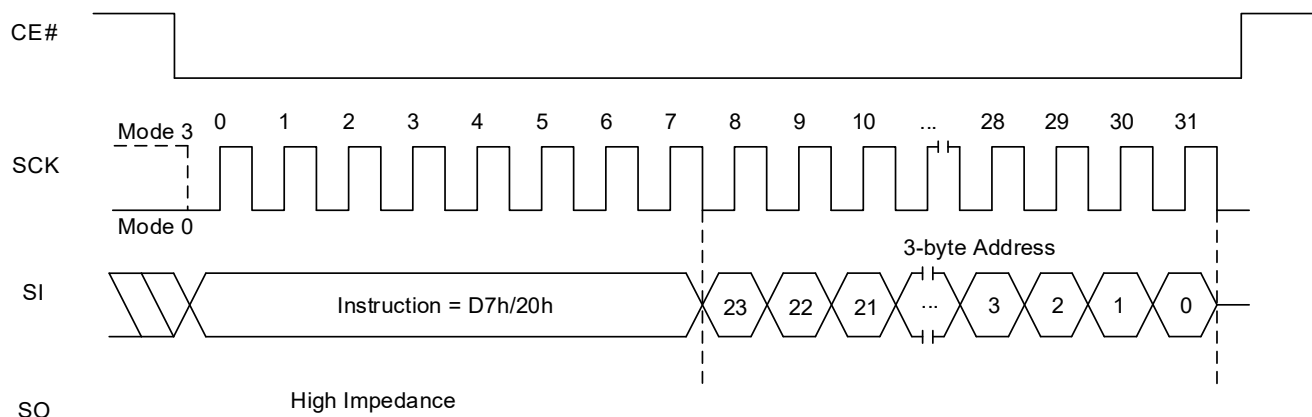 CE#
Mode 3
0 1 2 3 4 5 6 7 8 9 10 ... 28 29 30 31
SCK
Mode 0
3-byte Address
SI
Instruction = D7h/20h
23 22 21 ... 3 2 1 0
High Impedance
SO